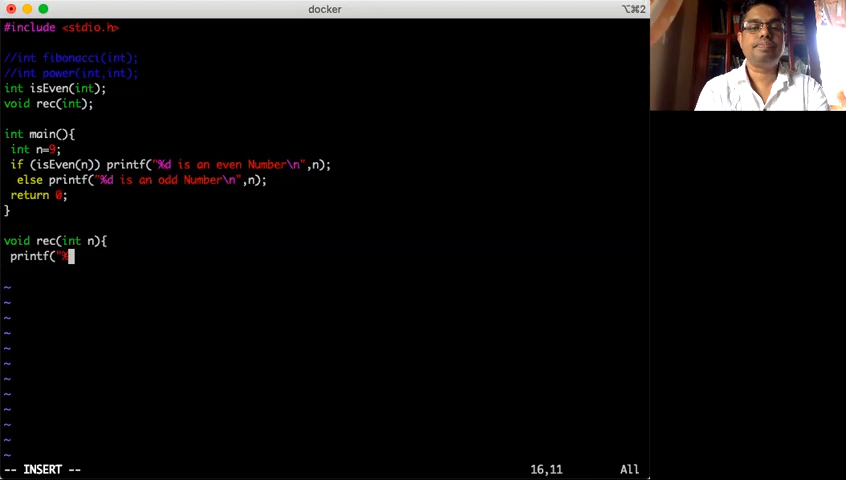 docker
⌥⌘2
#include <stdio.h>
//int fibonacci(int);
//int power(int,int);
int isEven(int);
void rec(int);
int main(){
int n=9;
if (isEven(n)) printf("%d is an even Number\n",n);
else printf("%d is an odd Number\n",n);
return 0;
}
void rec(int n){
printf("%
~
~
~
~
~
~
~
~
~
~
~
~
-- INSERT -- 16,11 All